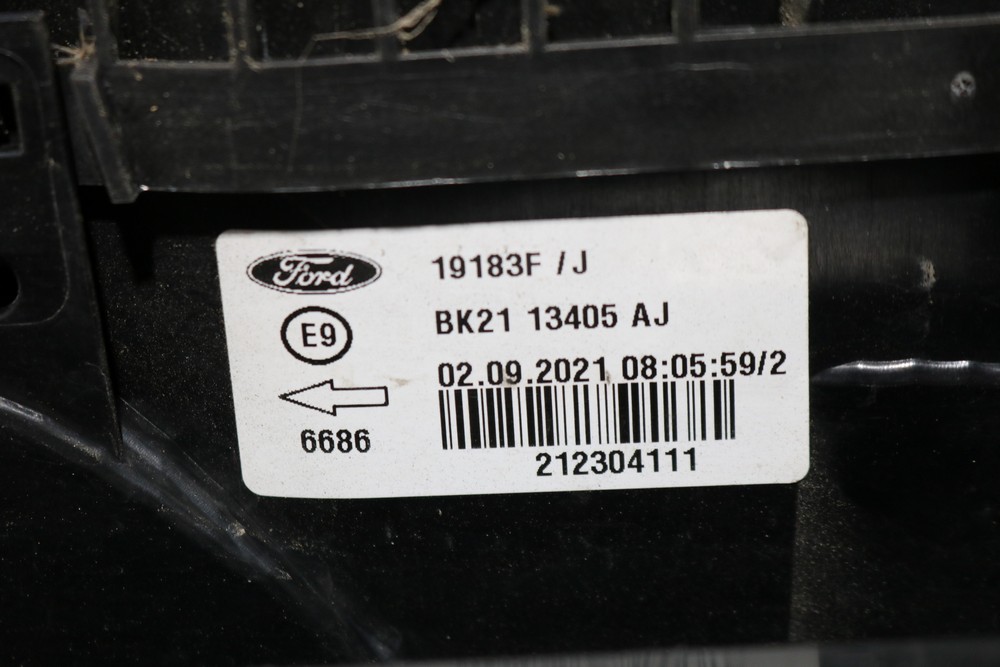 Ford
19183F /J
E9
BK21 13405 AJ
02.09.2021 08:05:59/2
6686
212304111